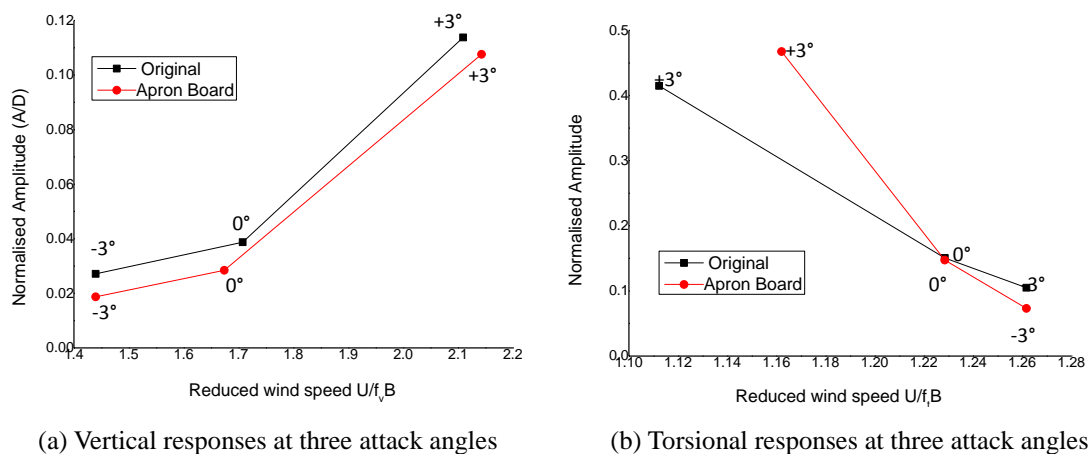 0.12
0.10
0.08
0.06
0.04
0.02
0.00
Normalised Amplitude (A/D)
Original
Apron Board
+3°
+3°
0°
0°
-3°
-3°
1.4 1.5 1.6 1.7 1.8 1.9 2.0 2.1 2.2
Reduced wind speed U/fᵥB
(a) Vertical responses at three attack angles
0.5
0.4
0.3
0.2
0.1
0.0
Normalised Amplitude
+3°
+3°
Original
Apron Board
0°
0°
3°
-3°
1.10 1.12 1.14 1.16 1.18 1.20 1.22 1.24 1.26 1.28
Reduced wind speed U/fₜB
(b) Torsional responses at three attack angles